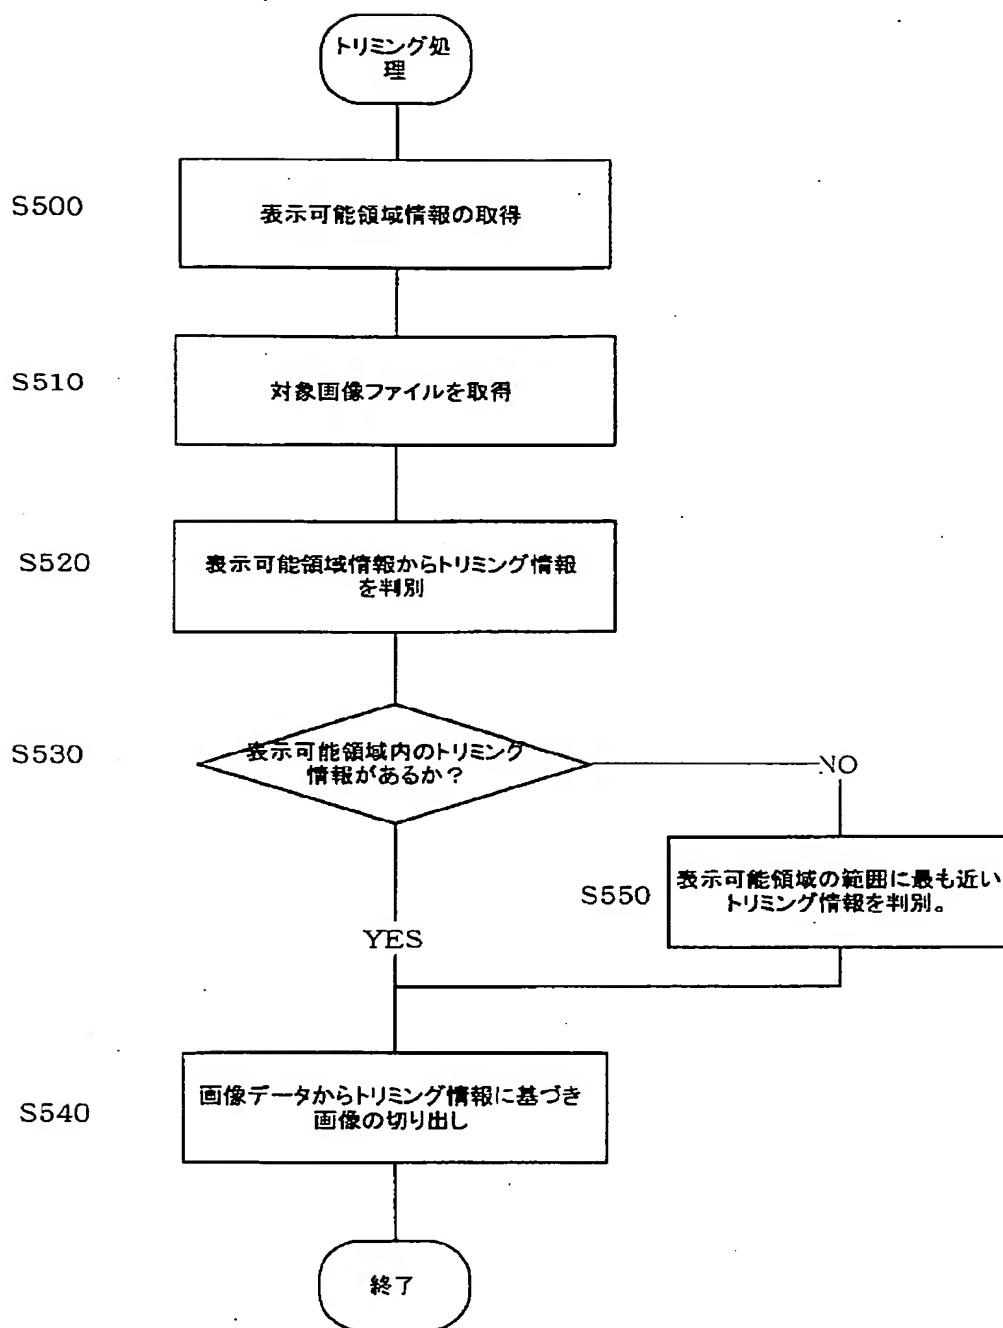 トリミング処
理
S500
表示可能領域情報の取得
S510
対象画像ファイルを取得
S520
表示可能領域情報からトリミング情報
を判別
S530
表示可能領域内のトリミング
情報があるか？
NO
S550
表示可能領域の範囲に最も近い
トリミング情報を判別。
YES
S540
画像データからトリミング情報に基づき
画像の切り出し
終了